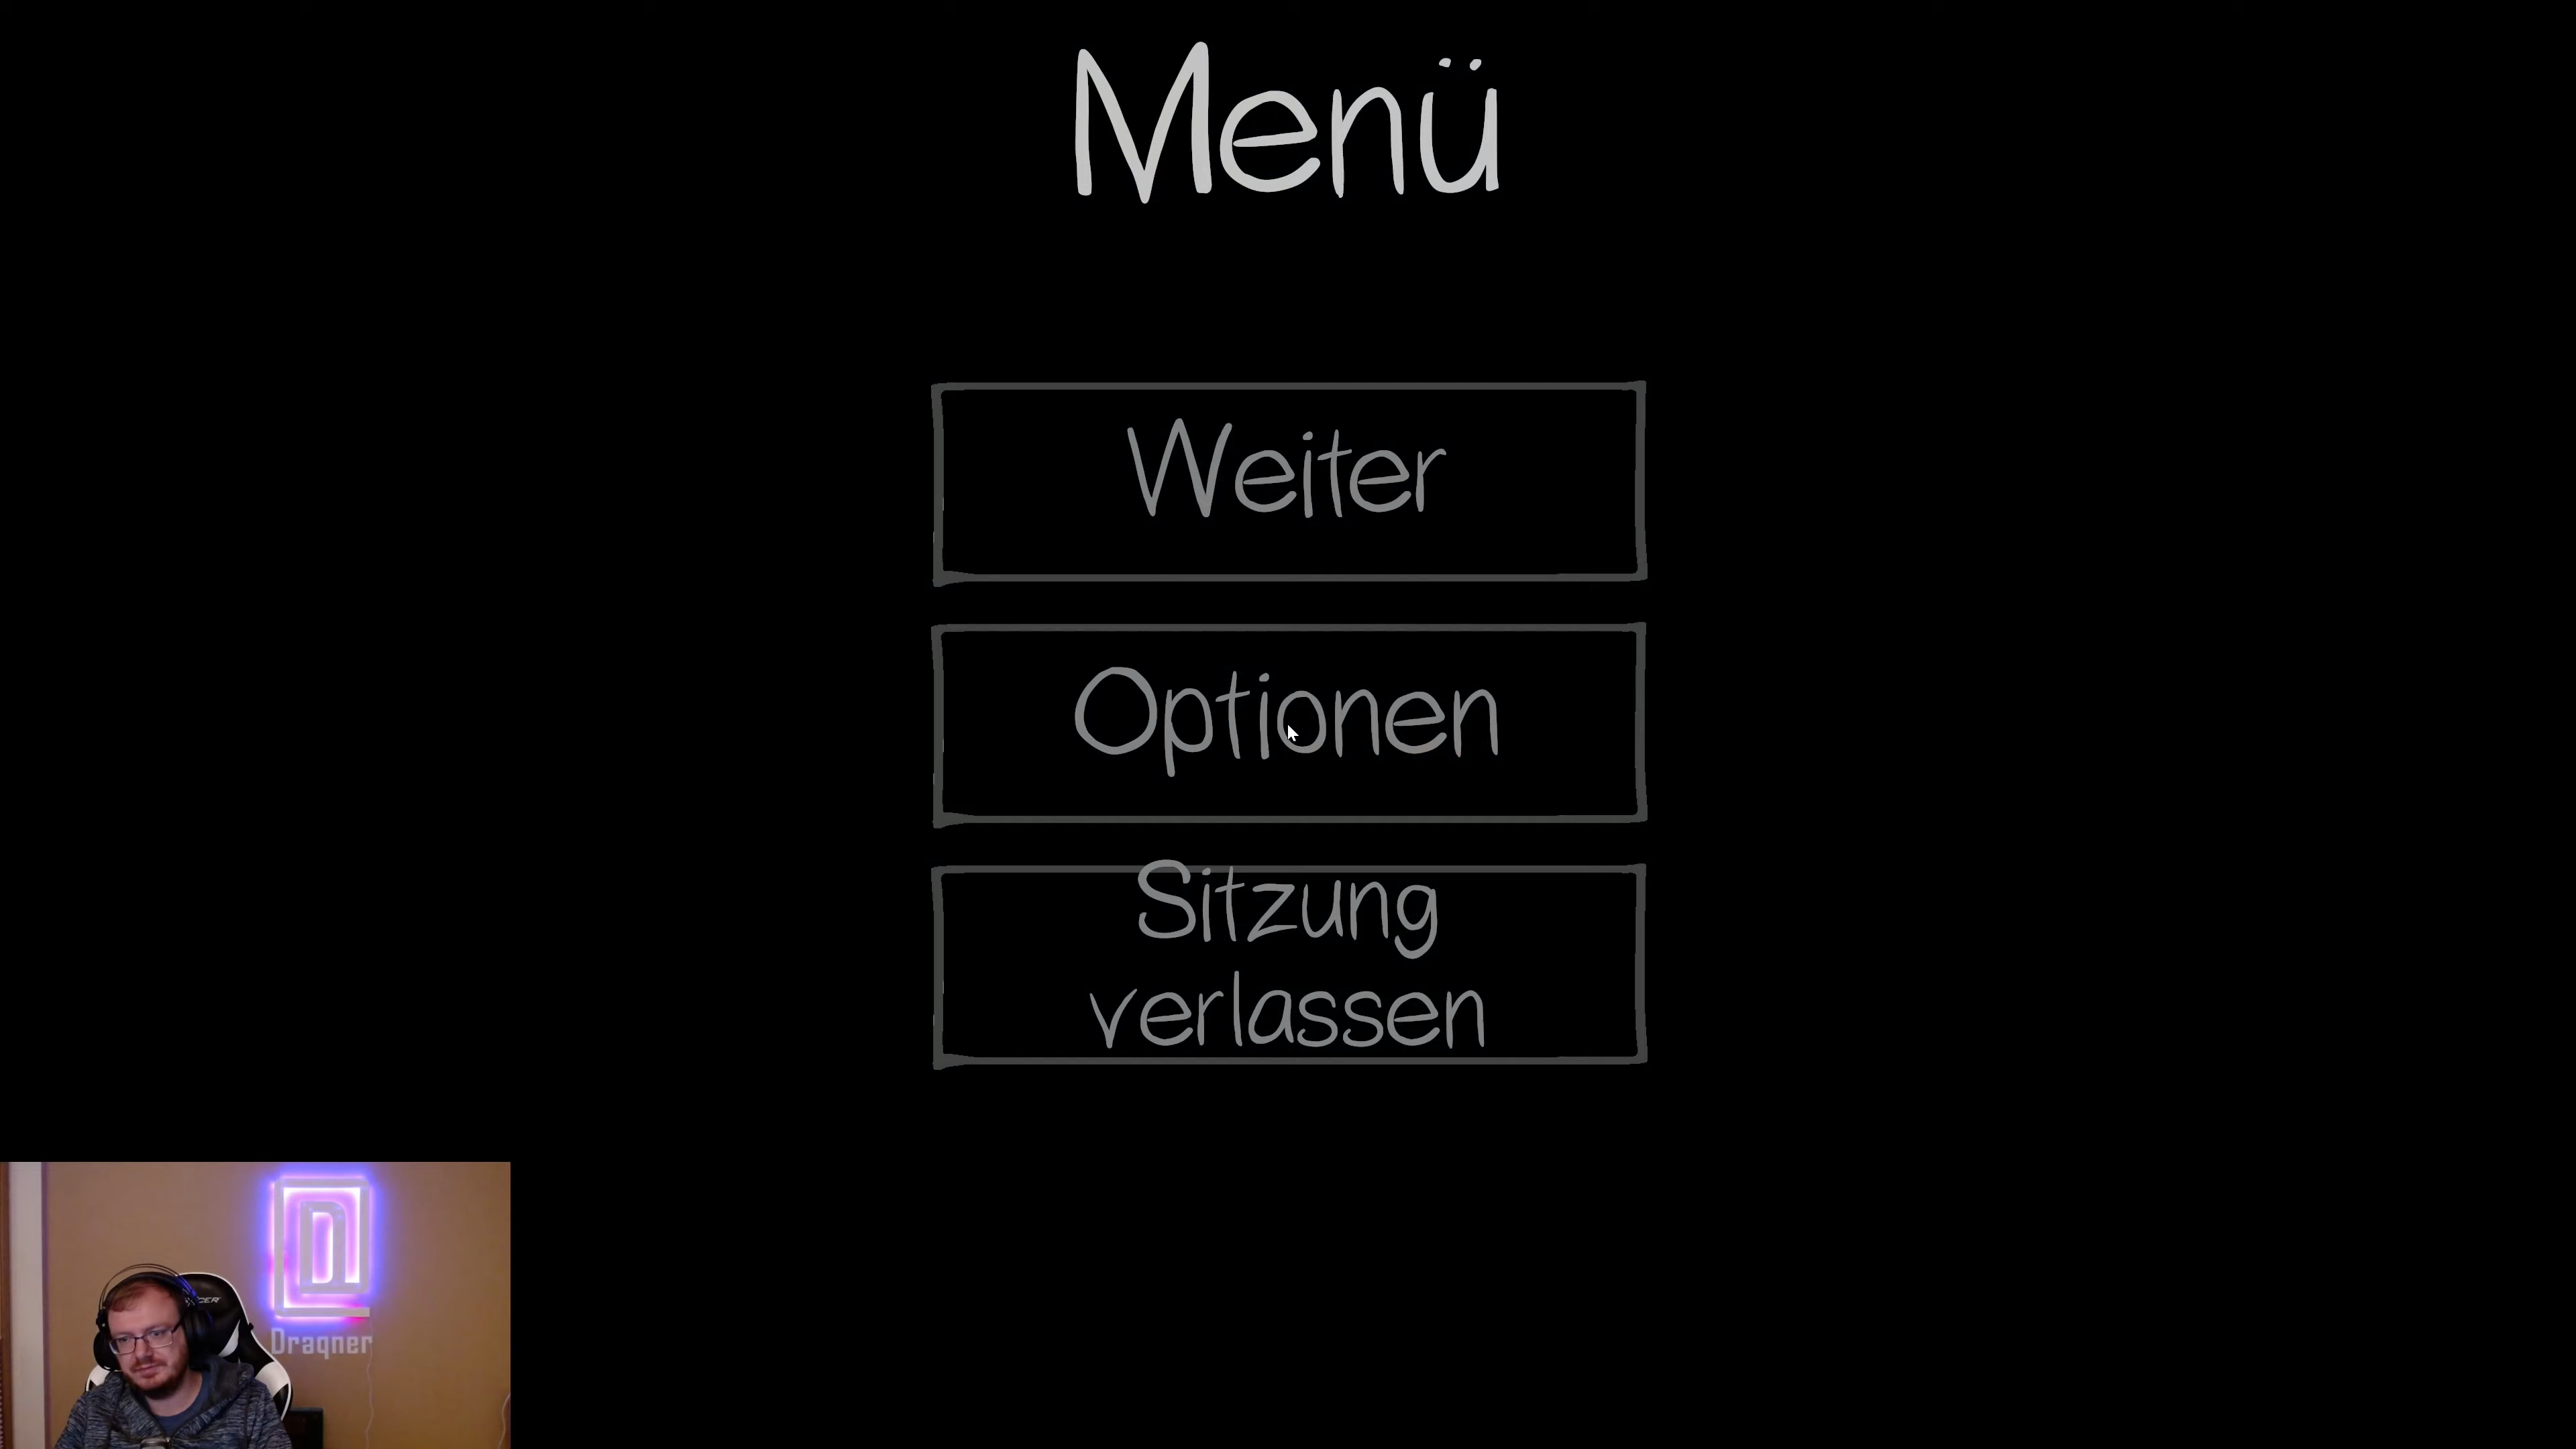 Menü
Weiter
Optionen
Sitzung
verlassen
D
Draqner